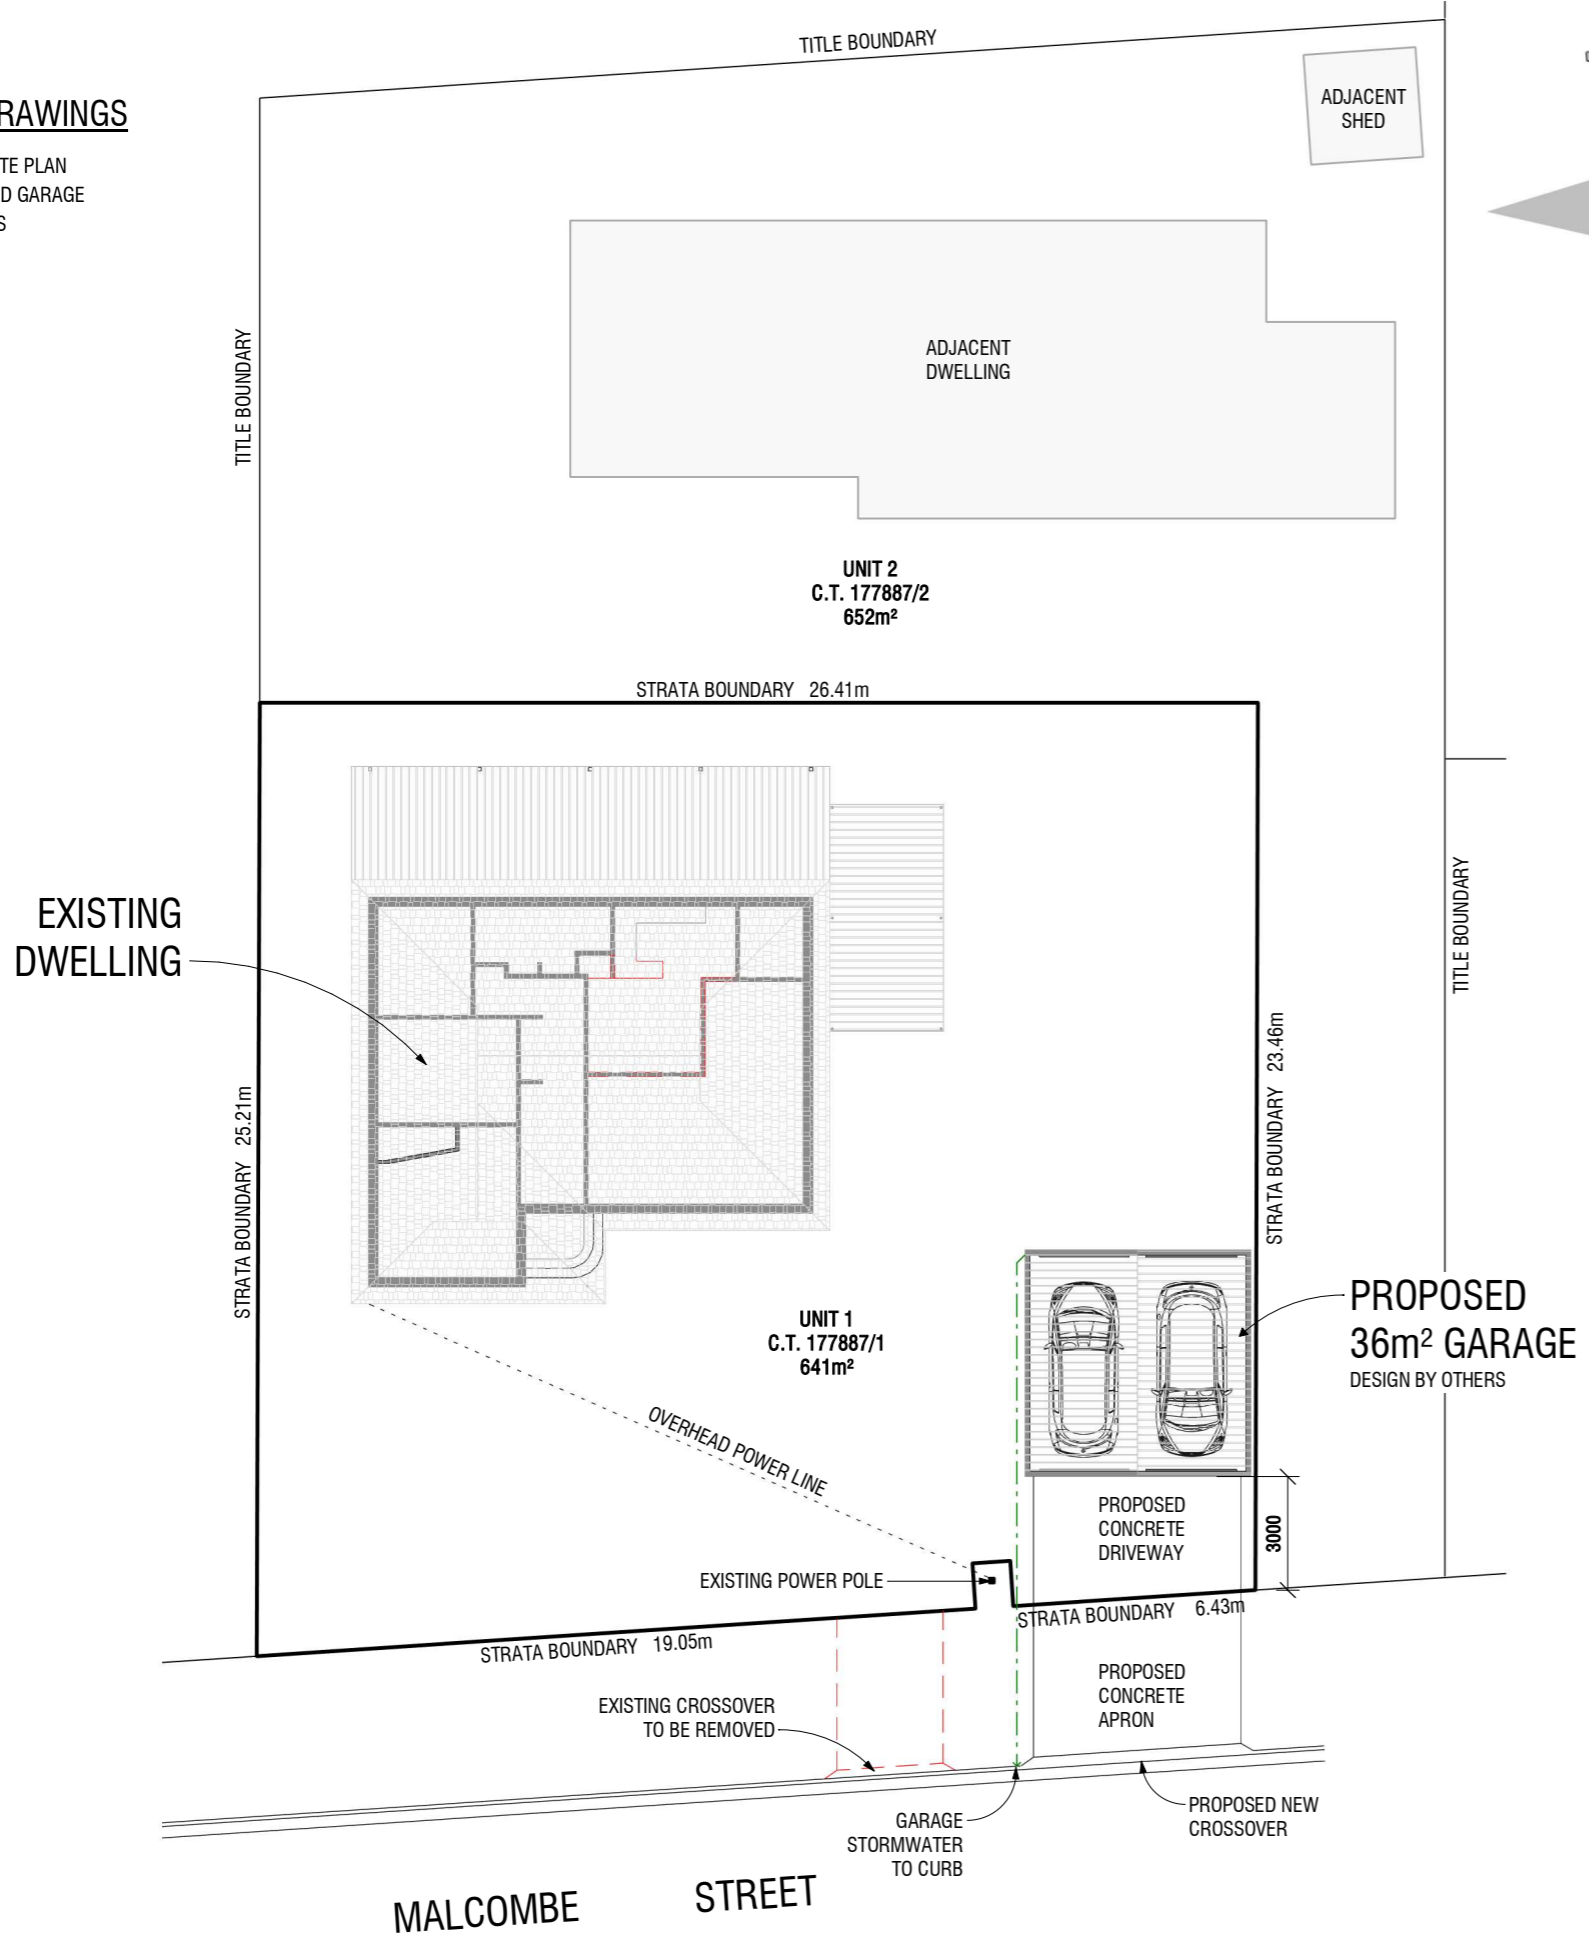 TITLE BOUNDARY
RAWINGS
TE PLAN
D GARAGE
S
ADJACENT
SHED
TITLE BOUNDARY
ADJACENT
DWELLING
UNIT 2
C.T. 177887/2
652m²
STRATA BOUNDARY 26.41m
EXISTING
DWELLING
TITLE BOUNDARY
STRATA BOUNDARY 25.21m
STRATA BOUNDARY 23.46m
UNIT 1
C.T. 177887/1
641m²
PROPOSED
36m² GARAGE
DESIGN BY OTHERS
OVERHEAD POWER LINE
PROPOSED
CONCRETE
DRIVEWAY
3000
EXISTING POWER POLE
STRATA BOUNDARY 6.43m
STRATA BOUNDARY 19.05m
PROPOSED
CONCRETE
APRON
EXISTING CROSSOVER
TO BE REMOVED
GARAGE
STORMWATER
TO CURB
PROPOSED NEW
CROSSOVER
MALCOMBE STREET